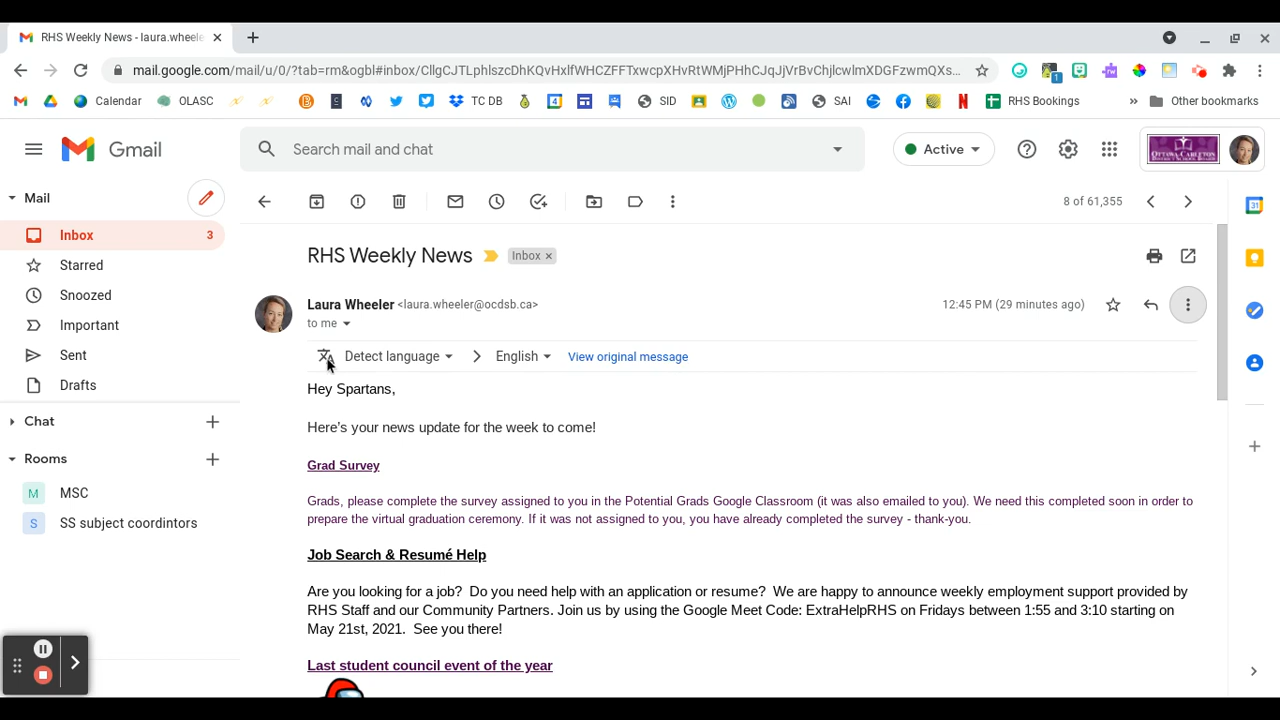 RHS Weekly News - laura.wheele
mail.google.com/mail/u/0/?tab=rm&ogbl#inbox/
Calendar
OLASC
TC DB
SID
SAI
RHS Bookings
Other bookmarks
Gmail
Search mail and chat
Active
OTTAWA-CARLETON
Mail
8 of 61,355
Inbox 3
Starred
Snoozed
Important
Sent
Drafts
Chat
Rooms
M MSC
S SS subject coordintors
RHS Weekly News Inbox ×
Laura Wheeler <laura.wheeler@ocdsb.ca> 12:45 PM (29 minutes ago)
to me
Detect language > English View original message
Hey Spartans,
Here's your news update for the week to come!
Grad Survey
Grads, please complete the survey assigned to you in the Potential Grads Google Classroom (it was also emailed to you). We need this completed soon in order to
prepare the virtual graduation ceremony. If it was not assigned to you, you have already completed the survey - thank-you.
Job Search & Resumé Help
Are you looking for a job? Do you need help with an application or resume? We are happy to announce weekly employment support provided by
RHS Staff and our Community Partners. Join us by using the Google Meet Code: ExtraHelpRHS on Fridays between 1:55 and 3:10 starting on
May 21st, 2021. See you there!
Last student council event of the year